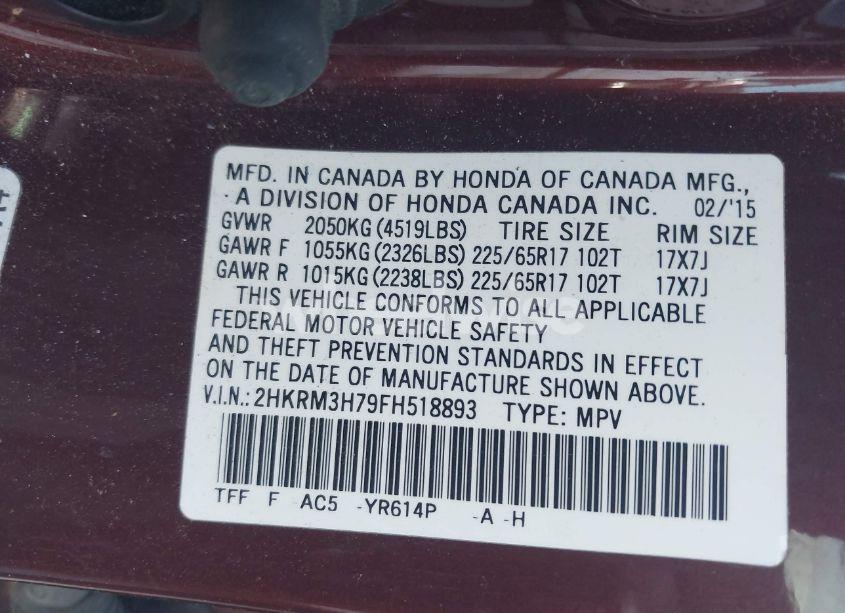 MFD. IN CANADA BY HONDA OF CANADA MFG.,
A DIVISION OF HONDA CANADA INC. 02/'15
GVWR 2050KG (4519LBS) TIRE SIZE RIM SIZE
GAWR F 1055KG (2326LBS) 225/65R17 102T 17X7J
GAWR R 1015KG (2238LBS) 225/65R17 102T 17X7J
THIS VEHICLE CONFORMS TO ALL APPLICABLE
FEDERAL MOTOR VEHICLE SAFETY
AND THEFT PREVENTION STANDARDS IN EFFECT
ON THE DATE OF MANUFACTURE SHOWN ABOVE.
V.I.N.: 2HKRM3H79FH518893 TYPE: MPV
TFF F AC5 -YR614P -A -H